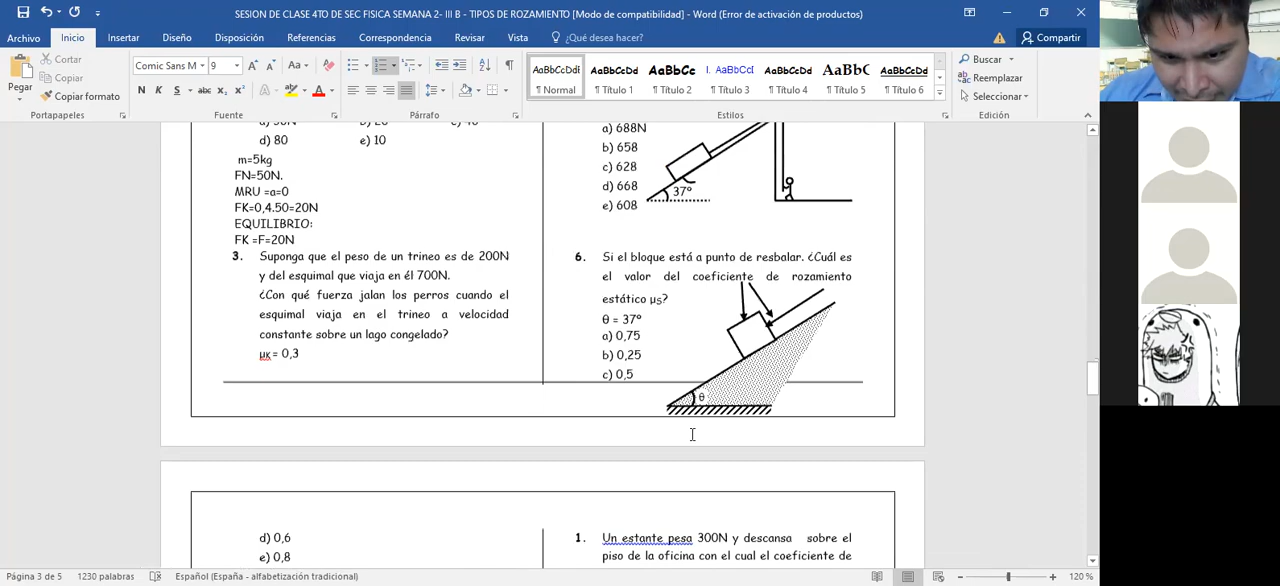 SESION DE CLASE 4TO DE SEC FISICA SEMANA 2- III B - TIPOS DE ROZAMIENTO [Modo de compatibilidad] - Word (Error de activación de productos)
Archivo Inicio Insertar Diseño Disposición Referencias Correspondencia Revisar Vista ¿Qué desea hacer? Compartir
Pegar
Cortar
Copiar
Copiar formato
Portapapeles
Comic Sans M 9
Fuente
Párrafo
AaBbCcDdE AaBbCcDd AaBbCc I. AaBbCcI AaBbCcDd AaBbC AaBbCcDd
¶ Normal ¶ Título 1 ¶ Título 2 ¶ Título 3 ¶ Título 4 ¶ Título 5 ¶ Título 6
Estilos
Buscar
Reemplazar
Seleccionar
Edición
d) 80 e) 10
m=5kg
FN=50N.
MRU =a=0
FK=0,4.50=20N
EQUILIBRIO:
FK =F=20N
3. Suponga que el peso de un trineo es de 200N
y del esquimal que viaja en él 700N.
¿Con qué fuerza jalan los perros cuando el
esquimal viaja en el trineo a velocidad
constante sobre un lago congelado?
μK = 0,3
a) 688N
b) 658
c) 628
d) 668
e) 608
37º
6. Si el bloque está a punto de resbalar. ¿Cuál es
el valor del coeficiente de rozamiento
estático μS?
θ = 37º
a) 0,75
b) 0,25
c) 0,5
θ
d) 0,6
e) 0,8
1. Un estante pesa 300N y descansa sobre el
piso de la oficina con el cual el coeficiente de
Página 3 de 5 1230 palabras Español (España - alfabetización tradicional) 120 %